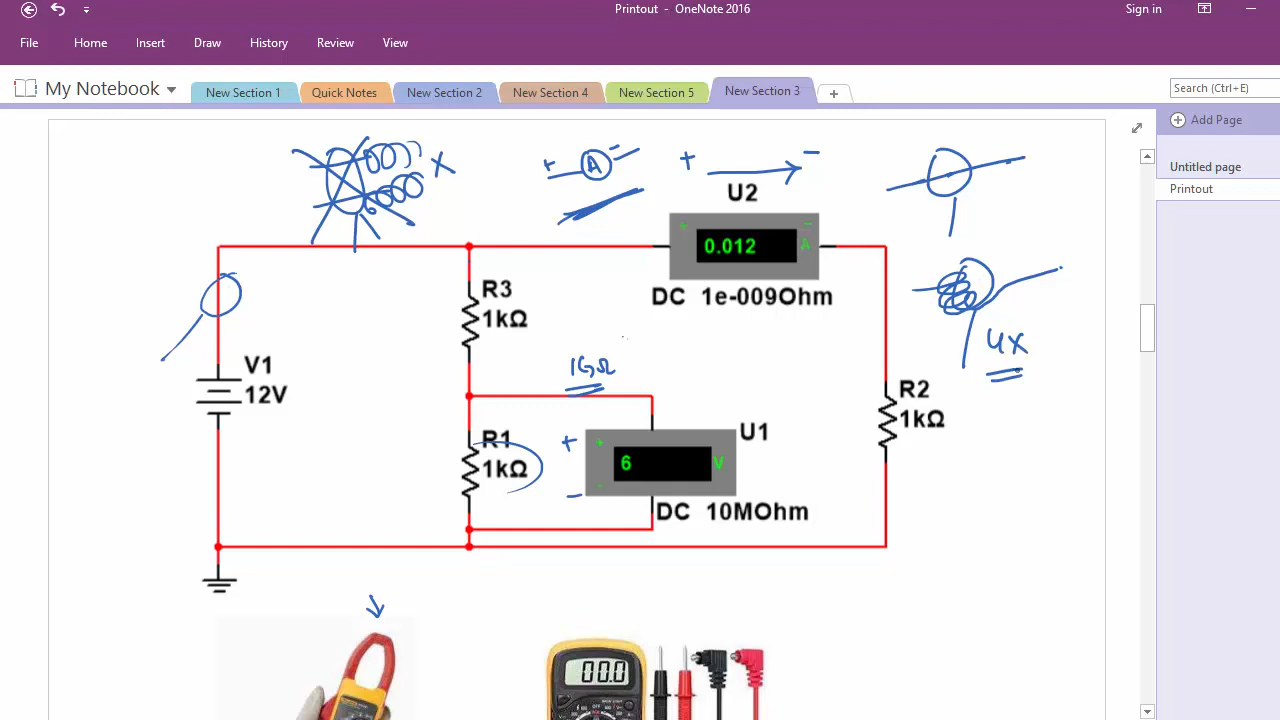 Printout - OneNote 2016
Sign in
File Home Insert Draw History Review View
My Notebook
New Section 1 Quick Notes New Section 2 New Section 4 New Section 5 New Section 3 +
Search (Ctrl+E)
Add Page
Untitled page
Printout
X
+ A -
+ -
U2
+ -
0.012 A
DC 1e-009Ohm
R3
1kΩ
4X
V1
12V
1GΩ
R2
1kΩ
R1
1kΩ
U1
+
+
6 V
-
-
DC 10MOhm
00.0
OFF